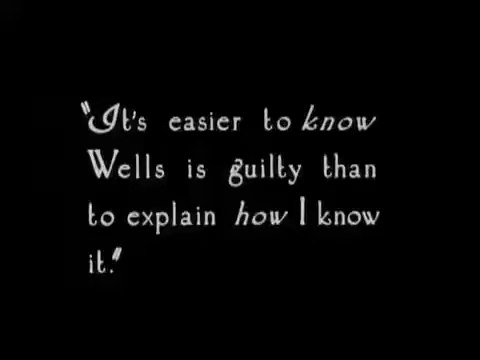 "It's easier to know
Wells is guilty than
to explain how I know
it."